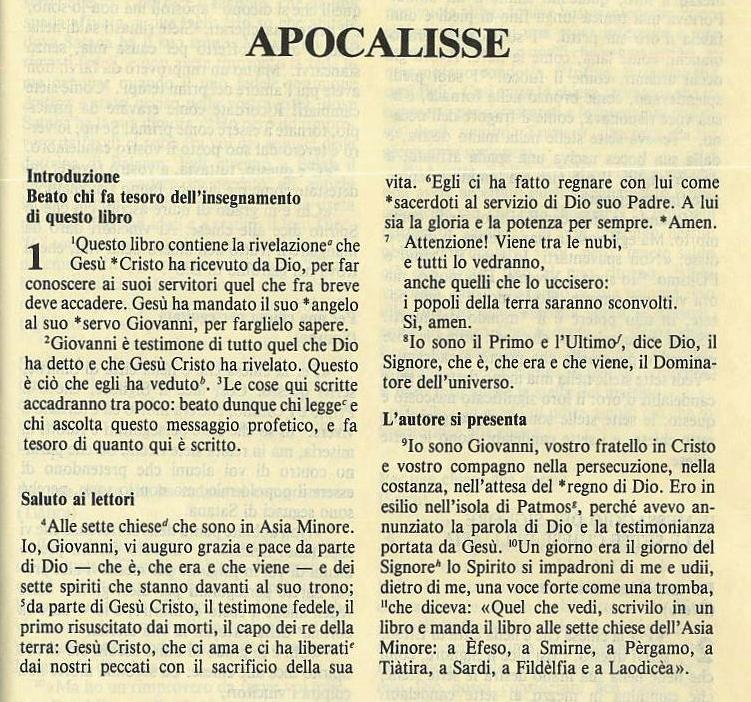 APOCALISSE
Introduzione
Beato chi fa tesoro dell'insegnamento
di questo libro
1 ¹Questo libro contiene la rivelazioneᵃ che
Gesù *Cristo ha ricevuto da Dio, per far
conoscere ai suoi servitori quel che fra breve
deve accadere. Gesù ha mandato il suo *angelo
al suo *servo Giovanni, per farglielo sapere.
²Giovanni è testimone di tutto quel che Dio
ha detto e che Gesù Cristo ha rivelato. Questo
è ciò che egli ha vedutoᵇ. ³Le cose qui scritte
accadranno tra poco: beato dunque chi leggeᶜ e
chi ascolta questo messaggio profetico, e fa
tesoro di quanto qui è scritto.
Saluto ai lettori
⁴Alle sette chieseᵈ che sono in Asia Minore.
Io, Giovanni, vi auguro grazia e pace da parte
di Dio — che è, che era e che viene — e dei
sette spiriti che stanno davanti al suo trono;
⁵da parte di Gesù Cristo, il testimone fedele, il
primo risuscitato dai morti, il capo dei re della
terra: Gesù Cristo, che ci ama e ci ha liberatiᵉ
dai nostri peccati con il sacrificio della sua
vita. ⁶Egli ci ha fatto regnare con lui come
*sacerdoti al servizio di Dio suo Padre. A lui
sia la gloria e la potenza per sempre. *Amen.
⁷ Attenzione! Viene tra le nubi,
e tutti lo vedranno,
anche quelli che lo uccisero:
i popoli della terra saranno sconvolti.
Sì, amen.
⁸Io sono il Primo e l'Ultimoᶠ, dice Dio, il
Signore, che è, che era e che viene, il Domina-
tore dell'universo.
L'autore si presenta
⁹Io sono Giovanni, vostro fratello in Cristo
e vostro compagno nella persecuzione, nella
costanza, nell'attesa del *regno di Dio. Ero in
esilio nell'isola di Patmosᵍ, perché avevo an-
nunziato la parola di Dio e la testimonianza
portata da Gesù. ¹⁰Un giorno era il giorno del
Signoreʰ lo Spirito si impadronì di me e udii,
dietro di me, una voce forte come una tromba,
¹¹che diceva: «Quel che vedi, scrivilo in un
libro e manda il libro alle sette chiese dell'Asia
Minore: a Èfeso, a Smirne, a Pèrgamo, a
Tiàtira, a Sardi, a Fildèlfia e a Laodicèa».